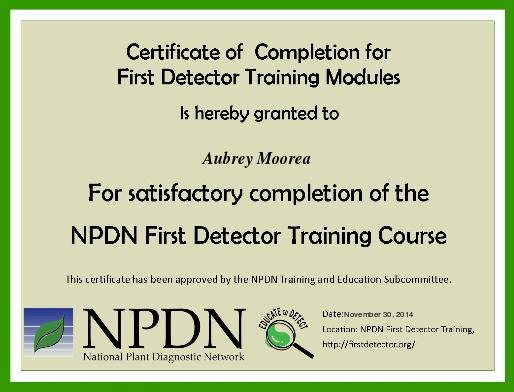 Certificate of Completion for
First Detector Training Modules
Is hereby granted to
Aubrey Moorea
For satisfactory completion of the
NPDN First Detector Training Course
This certificate has been approved by the NPDN Training and Education Subcommittee.
NPDN
National Plant Diagnostic Network
EDUCATE to DETECT
Date:November 30, 2014
Location: NPDN First Detector Training,
http://firstdetector.org/